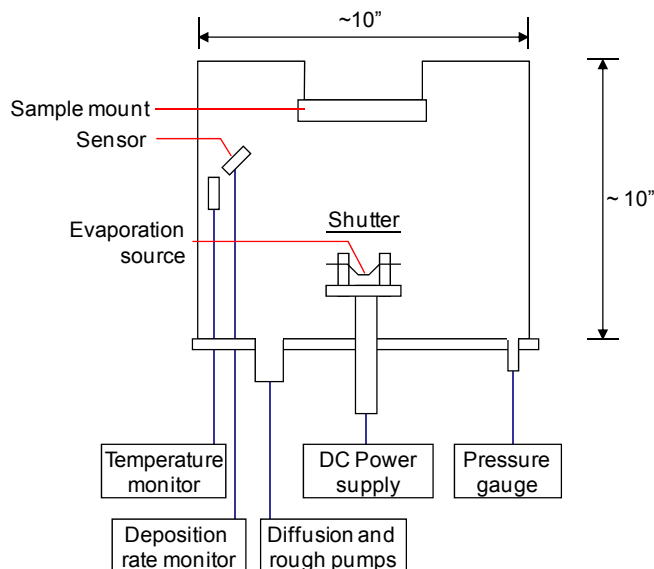 ~10”
Sample mount
Sensor
~ 10”
Shutter
Evaporation
source
Temperature
monitor
DC Power
supply
Pressure
gauge
Deposition
rate monitor
Diffusion and
rough pumps